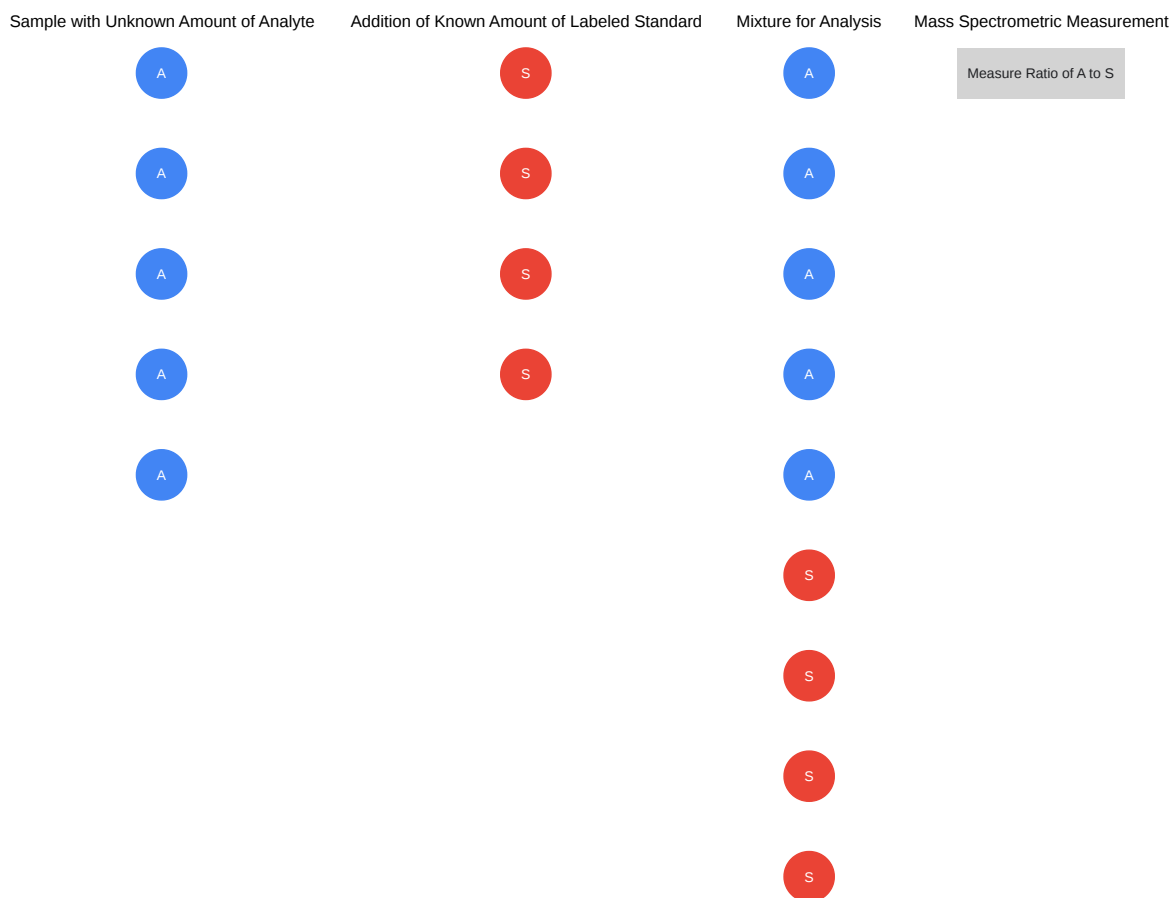 Sample with Unknown Amount of Analyte
A
A
A
A
A
Addition of Known Amount of Labeled Standard
S
S
S
S
Mixture for Analysis
A
A
A
A
A
S
S
S
S
Mass Spectrometric Measurement
Measure Ratio of A to S